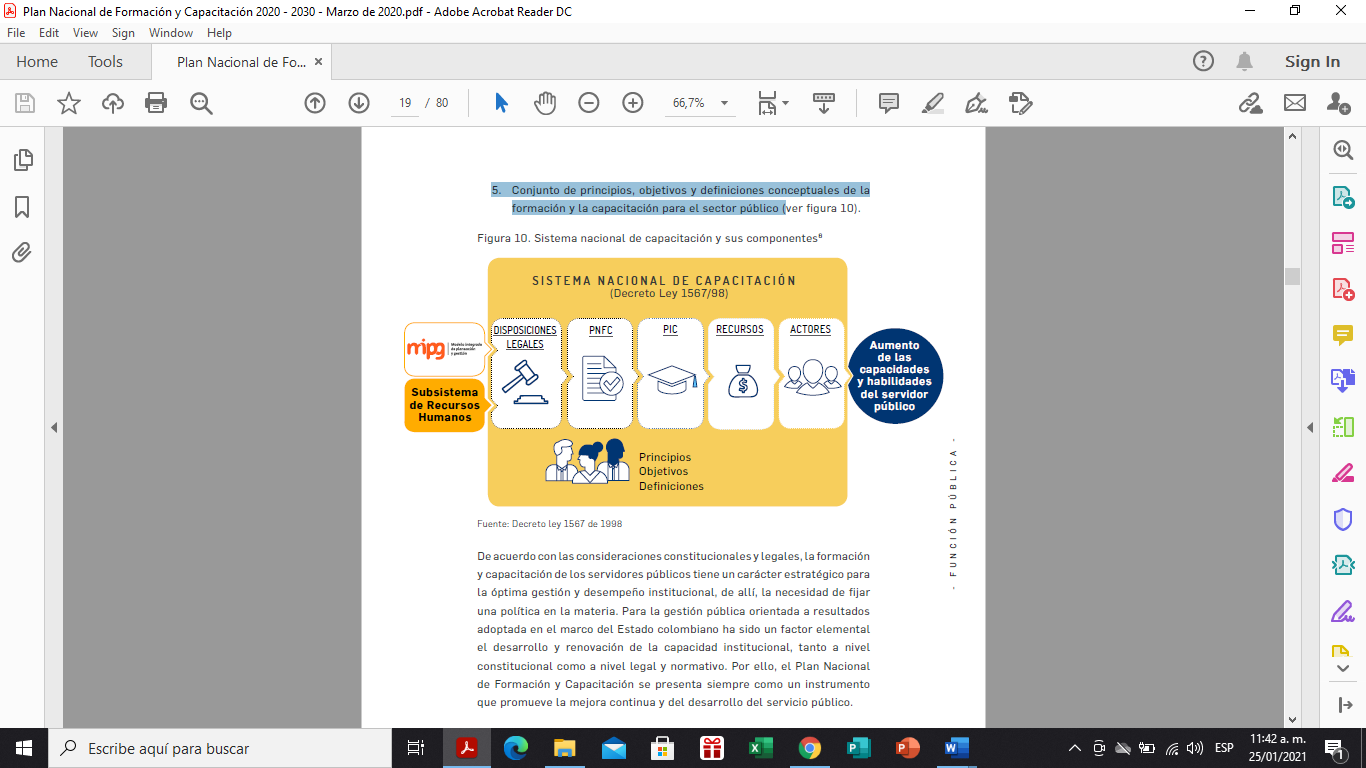 Plan Nacional de Formación y Capacitación 2020 - 2030 - Marzo de 2020.pdf - Adobe Acrobat Reader DC
File Edit View Sign Window Help
Home Tools Plan Nacional de Fo... × Sign In
19 / 80 66,7%
5. Conjunto de principios, objetivos y definiciones conceptuales de la
formación y la capacitación para el sector público (ver figura 10).
Figura 10. Sistema nacional de capacitación y sus componentes⁸
SISTEMA NACIONAL DE CAPACITACIÓN
(Decreto Ley 1567/98)
mipg Modelo integrado
de planeación
y gestión
Subsistema
de Recursos
Humanos
DISPOSICIONES
LEGALES
PNFC
PIC
RECURSOS
ACTORES
Aumento
de las
capacidades
y habilidades
del servidor
público
Principios
Objetivos
Definiciones
Fuente: Decreto ley 1567 de 1998
- FUNCIÓN PÚBLICA -
De acuerdo con las consideraciones constitucionales y legales, la formación
y capacitación de los servidores públicos tiene un carácter estratégico para
la óptima gestión y desempeño institucional, de allí, la necesidad de fijar
una política en la materia. Para la gestión pública orientada a resultados
adoptada en el marco del Estado colombiano ha sido un factor elemental
el desarrollo y renovación de la capacidad institucional, tanto a nivel
constitucional como a nivel legal y normativo. Por ello, el Plan Nacional
de Formación y Capacitación se presenta siempre como un instrumento
que promueve la mejora continua y del desarrollo del servicio público.
Escribe aquí para buscar
ESP
11:42 a. m.
25/01/2021
1